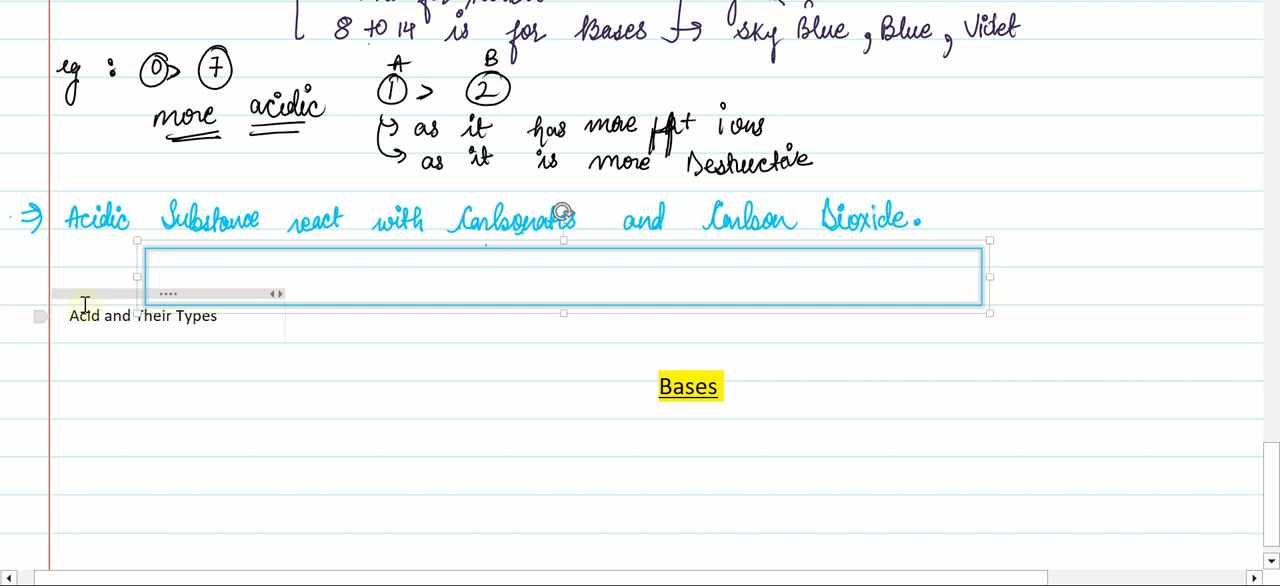 8 to 14 is for Bases → Sky Blue, Blue, Violet
eg : 0 > 7
A B
1 > 2
more acidic
as it has more H+ ions
as it is more Destructive
⇒ Acidic Substance react with Carbonates and Carbon Dioxide.
Acid and Their Types
Bases